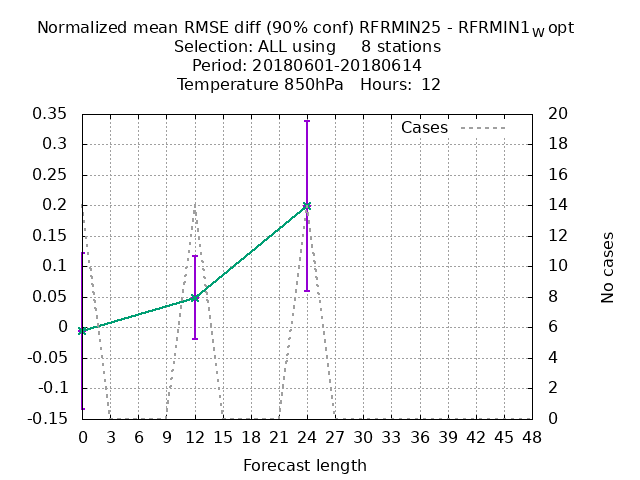 Normalized mean RMSE diff (90% conf) RFRMIN25 - RFRMIN1wopt
Selection: ALL using 8 stations
Period: 20180601-20180614
Temperature 850hPa Hours: 12
Cases
0.35
0.3
0.25
0.2
0.15
0.1
0.05
0
-0.05
-0.1
-0.15
20
18
16
14
12
10
8
6
4
2
0
No cases
0 3 6 9 12 15 18 21 24 27 30 33 36 39 42 45 48
Forecast length